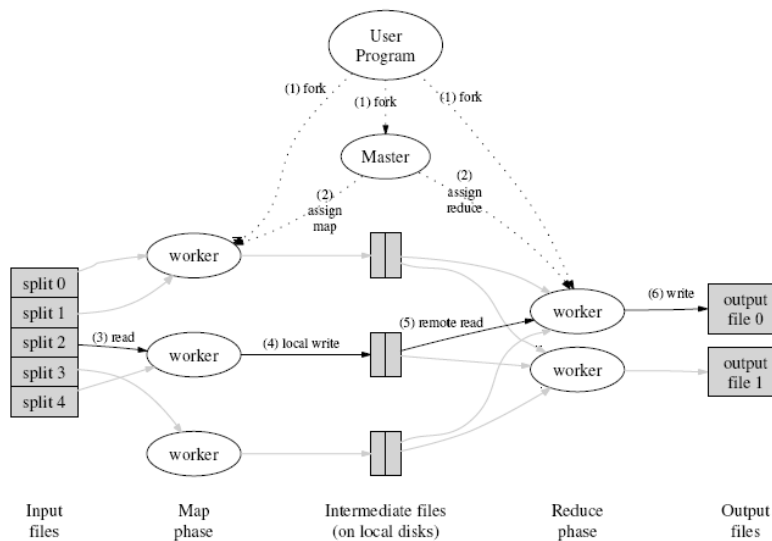 User
Program
(1) fork
(1) fork
(1) fork
Master
(2)
assign
map
(2)
assign
reduce
worker
split 0
split 1
split 2
split 3
split 4
(3) read
worker
(4) local write
(5) remote read
worker
(6) write
output
file 0
worker
output
file 1
worker
Input
files
Map
phase
Intermediate files
(on local disks)
Reduce
phase
Output
files